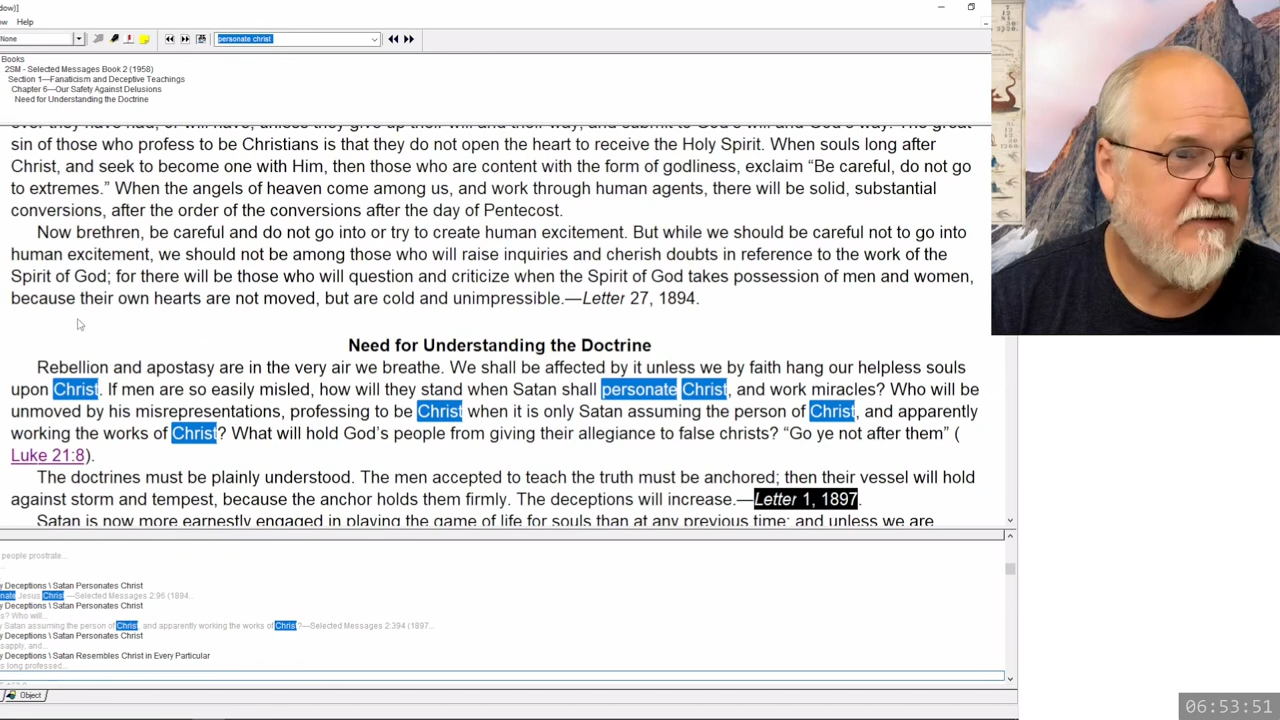 dow)]
ow Help
None
personate christ
Books
2SM - Selected Messages Book 2 (1958)
Section 1—Fanaticism and Deceptive Teachings
Chapter 6—Our Safety Against Delusions
Need for Understanding the Doctrine
sin of those who profess to be Christians is that they do not open the heart to receive the Holy Spirit. When souls long after
Christ, and seek to become one with Him, then those who are content with the form of godliness, exclaim “Be careful, do not go
to extremes.” When the angels of heaven come among us, and work through human agents, there will be solid, substantial
conversions, after the order of the conversions after the day of Pentecost.
Now brethren, be careful and do not go into or try to create human excitement. But while we should be careful not to go into
human excitement, we should not be among those who will raise inquiries and cherish doubts in reference to the work of the
Spirit of God; for there will be those who will question and criticize when the Spirit of God takes possession of men and women,
because their own hearts are not moved, but are cold and unimpressible.—Letter 27, 1894.
Need for Understanding the Doctrine
Rebellion and apostasy are in the very air we breathe. We shall be affected by it unless we by faith hang our helpless souls
upon Christ. If men are so easily misled, how will they stand when Satan shall personate Christ, and work miracles? Who will be
unmoved by his misrepresentations, professing to be Christ when it is only Satan assuming the person of Christ, and apparently
working the works of Christ? What will hold God’s people from giving their allegiance to false christs? “Go ye not after them” (
Luke 21:8).
The doctrines must be plainly understood. The men accepted to teach the truth must be anchored; then their vessel will hold
against storm and tempest, because the anchor holds them firmly. The deceptions will increase.—Letter 1, 1897.
Satan is now more earnestly engaged in playing the game of life for souls than at any previous time; and unless we are
people prostrate...
y Deceptions \ Satan Personates Christ
nate Jesus Christ—Selected Messages 2:96 (1894...
y Deceptions \ Satan Personates Christ
s? Who will...
y Satan assuming the person of Christ, and apparently working the works of Christ?—Selected Messages 2:394 (1897...
y Deceptions \ Satan Personates Christ
sapply, and...
y Deceptions \ Satan Resembles Christ in Every Particular
s long professed...
Object
06:53:51